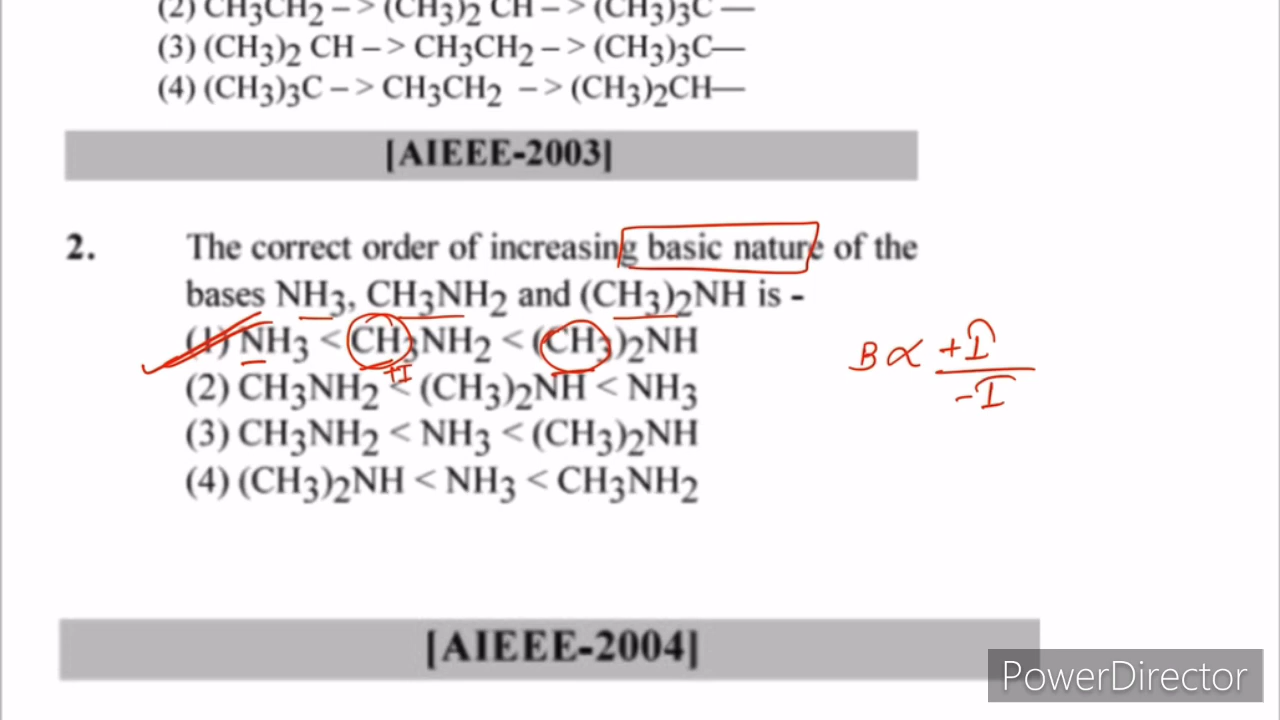 (2) CH₃CH₂ – > (CH₃)₂ CH – > (CH₃)₃C —
(3) (CH₃)₂ CH – > CH₃CH₂ – > (CH₃)₃C—
(4) (CH₃)₃C – > CH₃CH₂ – > (CH₃)₂CH—
[AIEEE-2003]
2. The correct order of increasing basic nature of the
bases NH₃, CH₃NH₂ and (CH₃)₂NH is -
(1) NH₃ < CH₃NH₂ < (CH₃)₂NH
+I
(2) CH₃NH₂ < (CH₃)₂NH < NH₃
(3) CH₃NH₂ < NH₃ < (CH₃)₂NH
(4) (CH₃)₂NH < NH₃ < CH₃NH₂
B ∝ +I
-I
[AIEEE-2004]
PowerDirector